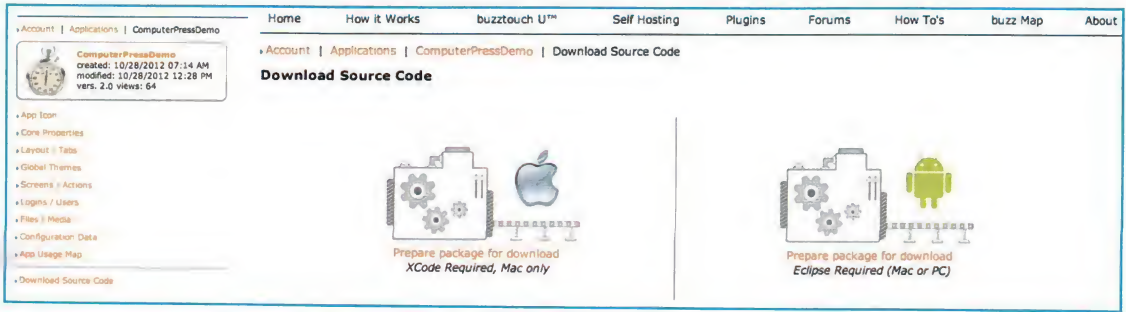 › Account | Applications | ComputerPressDemo
ComputerPressDemo
created: 10/28/2012 07:14 AM
modified: 10/28/2012 12:28 PM
vers. 2.0 views: 64
› App Icon
› Core Properties
› Layout | Tabs
› Global Themes
› Screens | Actions
› Logins / Users
› Files | Media
› Configuration Data
› App Usage Map
› Download Source Code
Home How it Works buzztouch U™ Self Hosting Plugins Forums How To's buzz Map About
› Account | Applications | ComputerPressDemo | Download Source Code
Download Source Code
Prepare package for download
XCode Required, Mac only
Prepare package for download
Eclipse Required (Mac or PC)